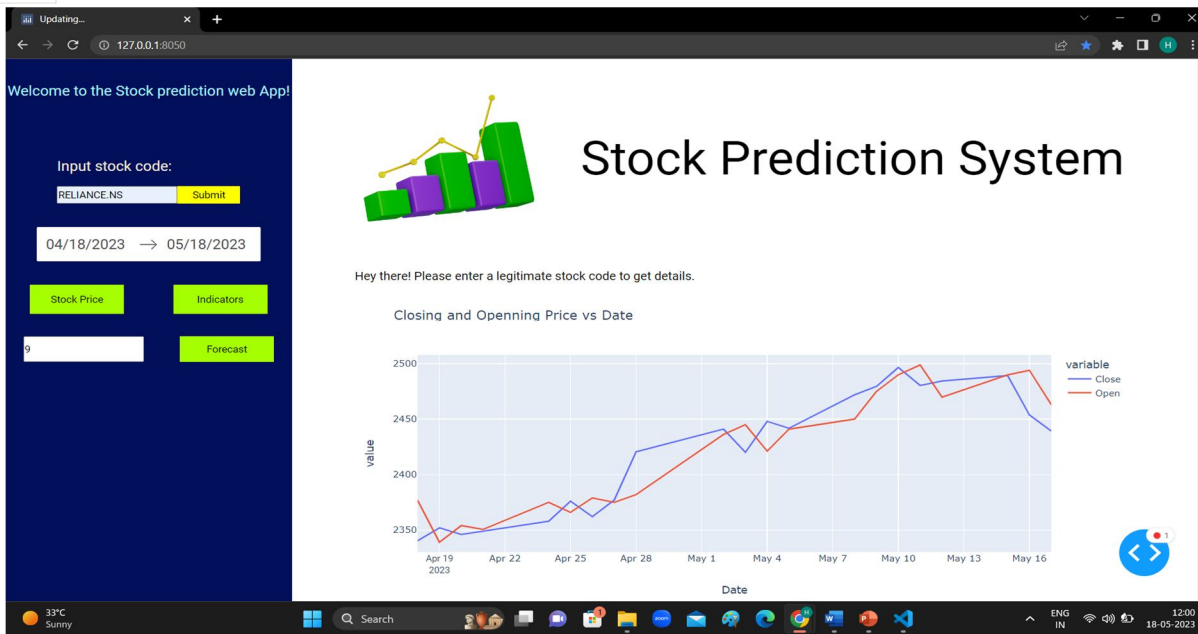 Updating...
127.0.0.1:8050
H
Welcome to the Stock prediction web App!
Input stock code:
RELIANCE.NS Submit
04/18/2023 → 05/18/2023
Stock Price Indicators
9 Forecast
Stock Prediction System
Hey there! Please enter a legitimate stock code to get details.
Closing and Openning Price vs Date
variable
Close
Open
value
2500
2450
2400
2350
Apr 19 Apr 22 Apr 25 Apr 28 May 1 May 4 May 7 May 10 May 13 May 16
2023
Date
1
33°C
Sunny
Search
1
zoom
H
W
P
ENG
IN
12:00
18-05-2023